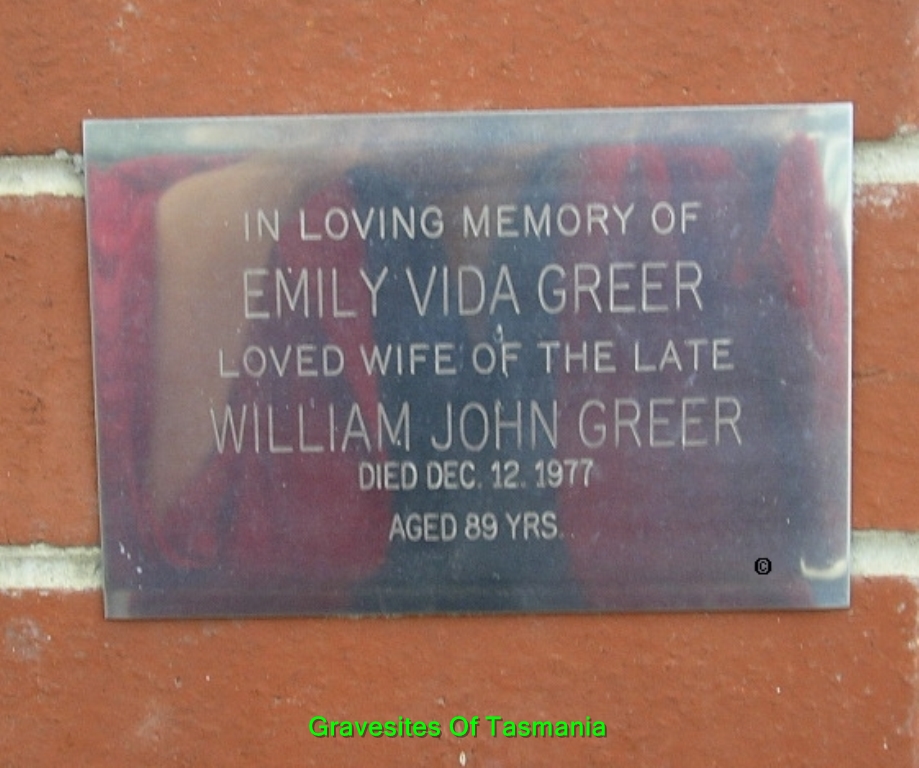 IN LOVING MEMORY OF
EMILY VIDA GREER
LOVED WIFE OF THE LATE
WILLIAM JOHN GREER
DIED DEC. 12. 1977
AGED 89 YRS.
©
Gravesites Of Tasmania